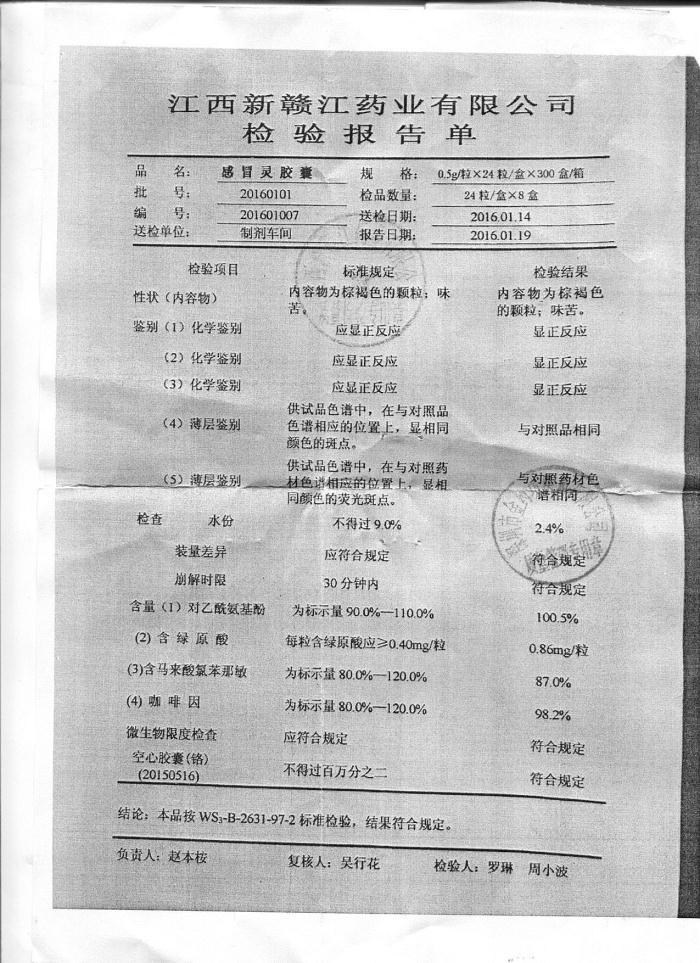 江西新赣江药业有限公司
检验报告单
品 名： 感冒灵胶囊 规 格： 0.5g/粒×24粒/盒×300盒/箱
批 号： 20160101 检品数量： 24粒/盒×8盒
编 号： 201601007 送检日期： 2016.01.14
送检单位： 制剂车间 报告日期： 2016.01.19
检验项目 标准规定 检验结果
性状（内容物） 内容物为棕褐色的颗粒；味 内容物为棕褐色
苦。 的颗粒；味苦。
鉴别（1）化学鉴别 应显正反应 显正反应
（2）化学鉴别 应显正反应 显正反应
（3）化学鉴别 应显正反应 显正反应
供试品色谱中，在与对照品
（4）薄层鉴别 色谱相应的位置上，显相同 与对照品相同
颜色的斑点。
供试品色谱中，在与对照药
（5）薄层鉴别 材色谱相应的位置上，显相 与对照药材色
同颜色的荧光斑点。 谱相同
检查 水份 不得过9.0% 2.4%
装量差异 应符合规定 符合规定
崩解时限 30分钟内 符合规定
含量（1）对乙酰氨基酚 为标示量90.0%—110.0% 100.5%
(2) 含绿原酸 每粒含绿原酸应≥0.40mg/粒 0.86mg/粒
(3)含马来酸氯苯那敏 为标示量80.0%—120.0% 87.0%
(4) 咖啡因 为标示量80.0%—120.0% 98.2%
微生物限度检查 应符合规定 符合规定
空心胶囊(铬) 不得过百万分之二 符合规定
(20150516)
结论：本品按WS₃-B-2631-97-2标准检验，结果符合规定。
负责人：赵本桉 复核人：吴行花 检验人：罗琳 周小波